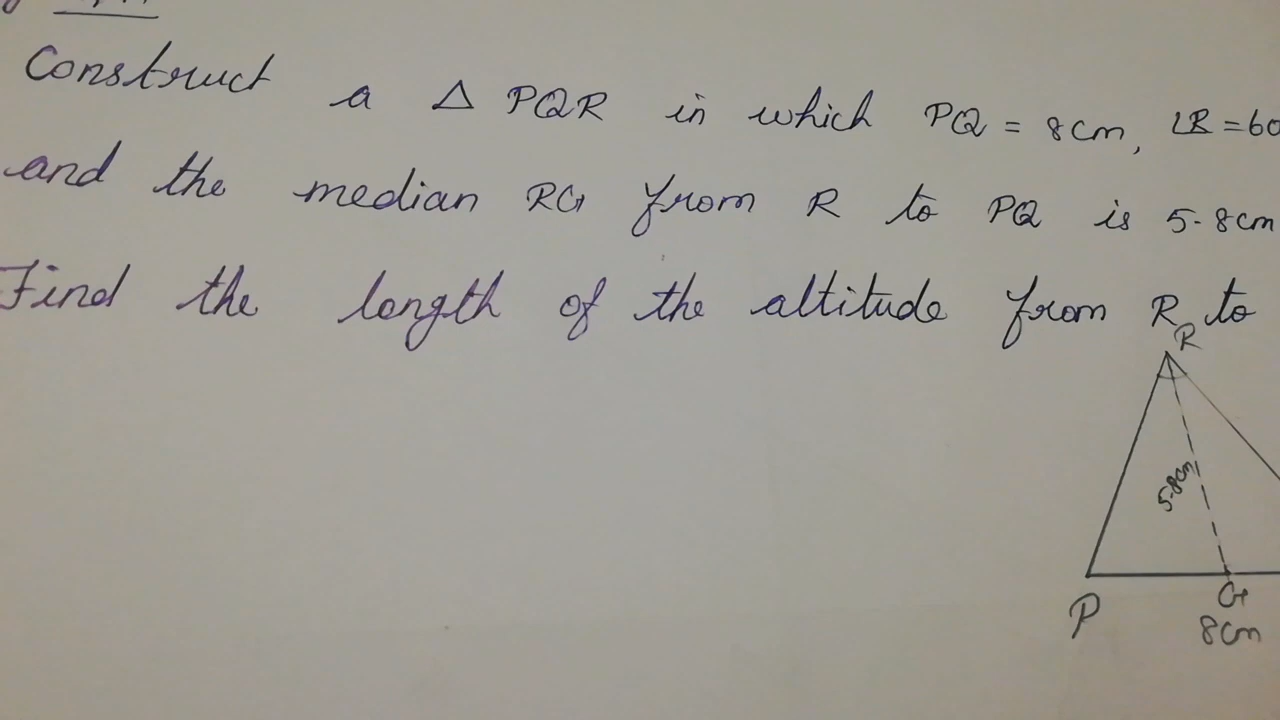 Construct a △ PQR in which PQ = 8cm, ∠R = 60
and the median RG from R to PQ is 5.8cm
Find the length of the altitude from R to
R
5.8cm
P G
8cm